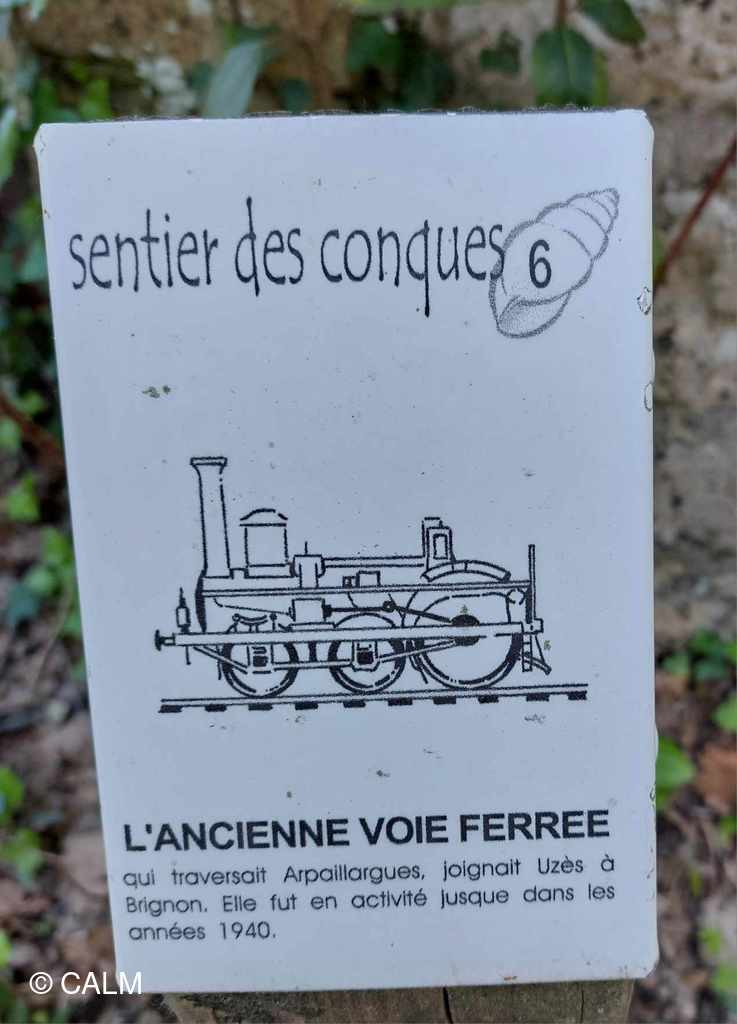 sentier des conques 6
L'ANCIENNE VOIE FERREE
qui traversait Arpaillargues, joignait Uzès à
Brignon. Elle fut en activité jusque dans les
années 1940.
© CALM